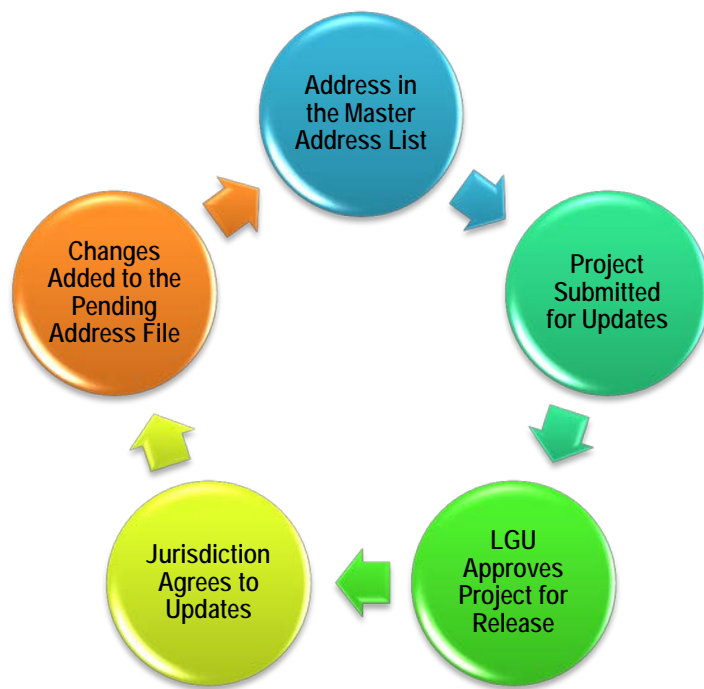 Address in
the Master
Address List
Project
Submitted
for Updates
LGU
Approves
Project for
Release
Jurisdiction
Agrees to
Updates
Changes
Added to the
Pending
Address File